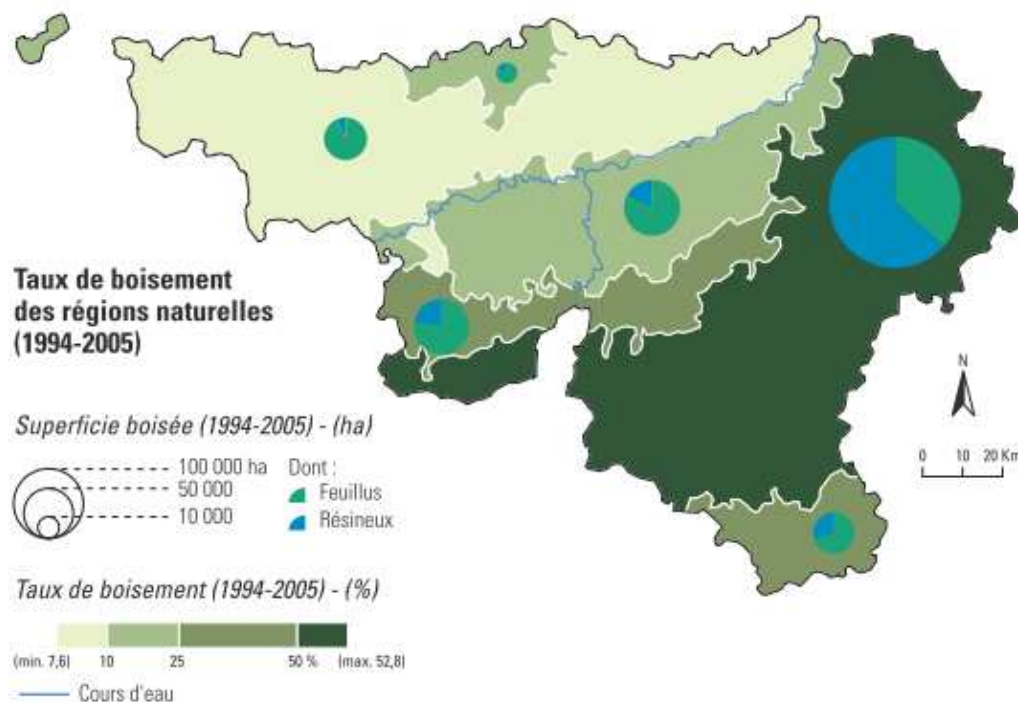 Taux de boisement
des régions naturelles
(1994-2005)
N
0 10 20 Km
Superficie boisée (1994-2005) - (ha)
100 000 ha
50 000
10 000
Dont :
Feuillus
Résineux
Taux de boisement (1994-2005) - (%)
(min. 7,6) 10 25 50 % (max. 52,8)
Cours d'eau